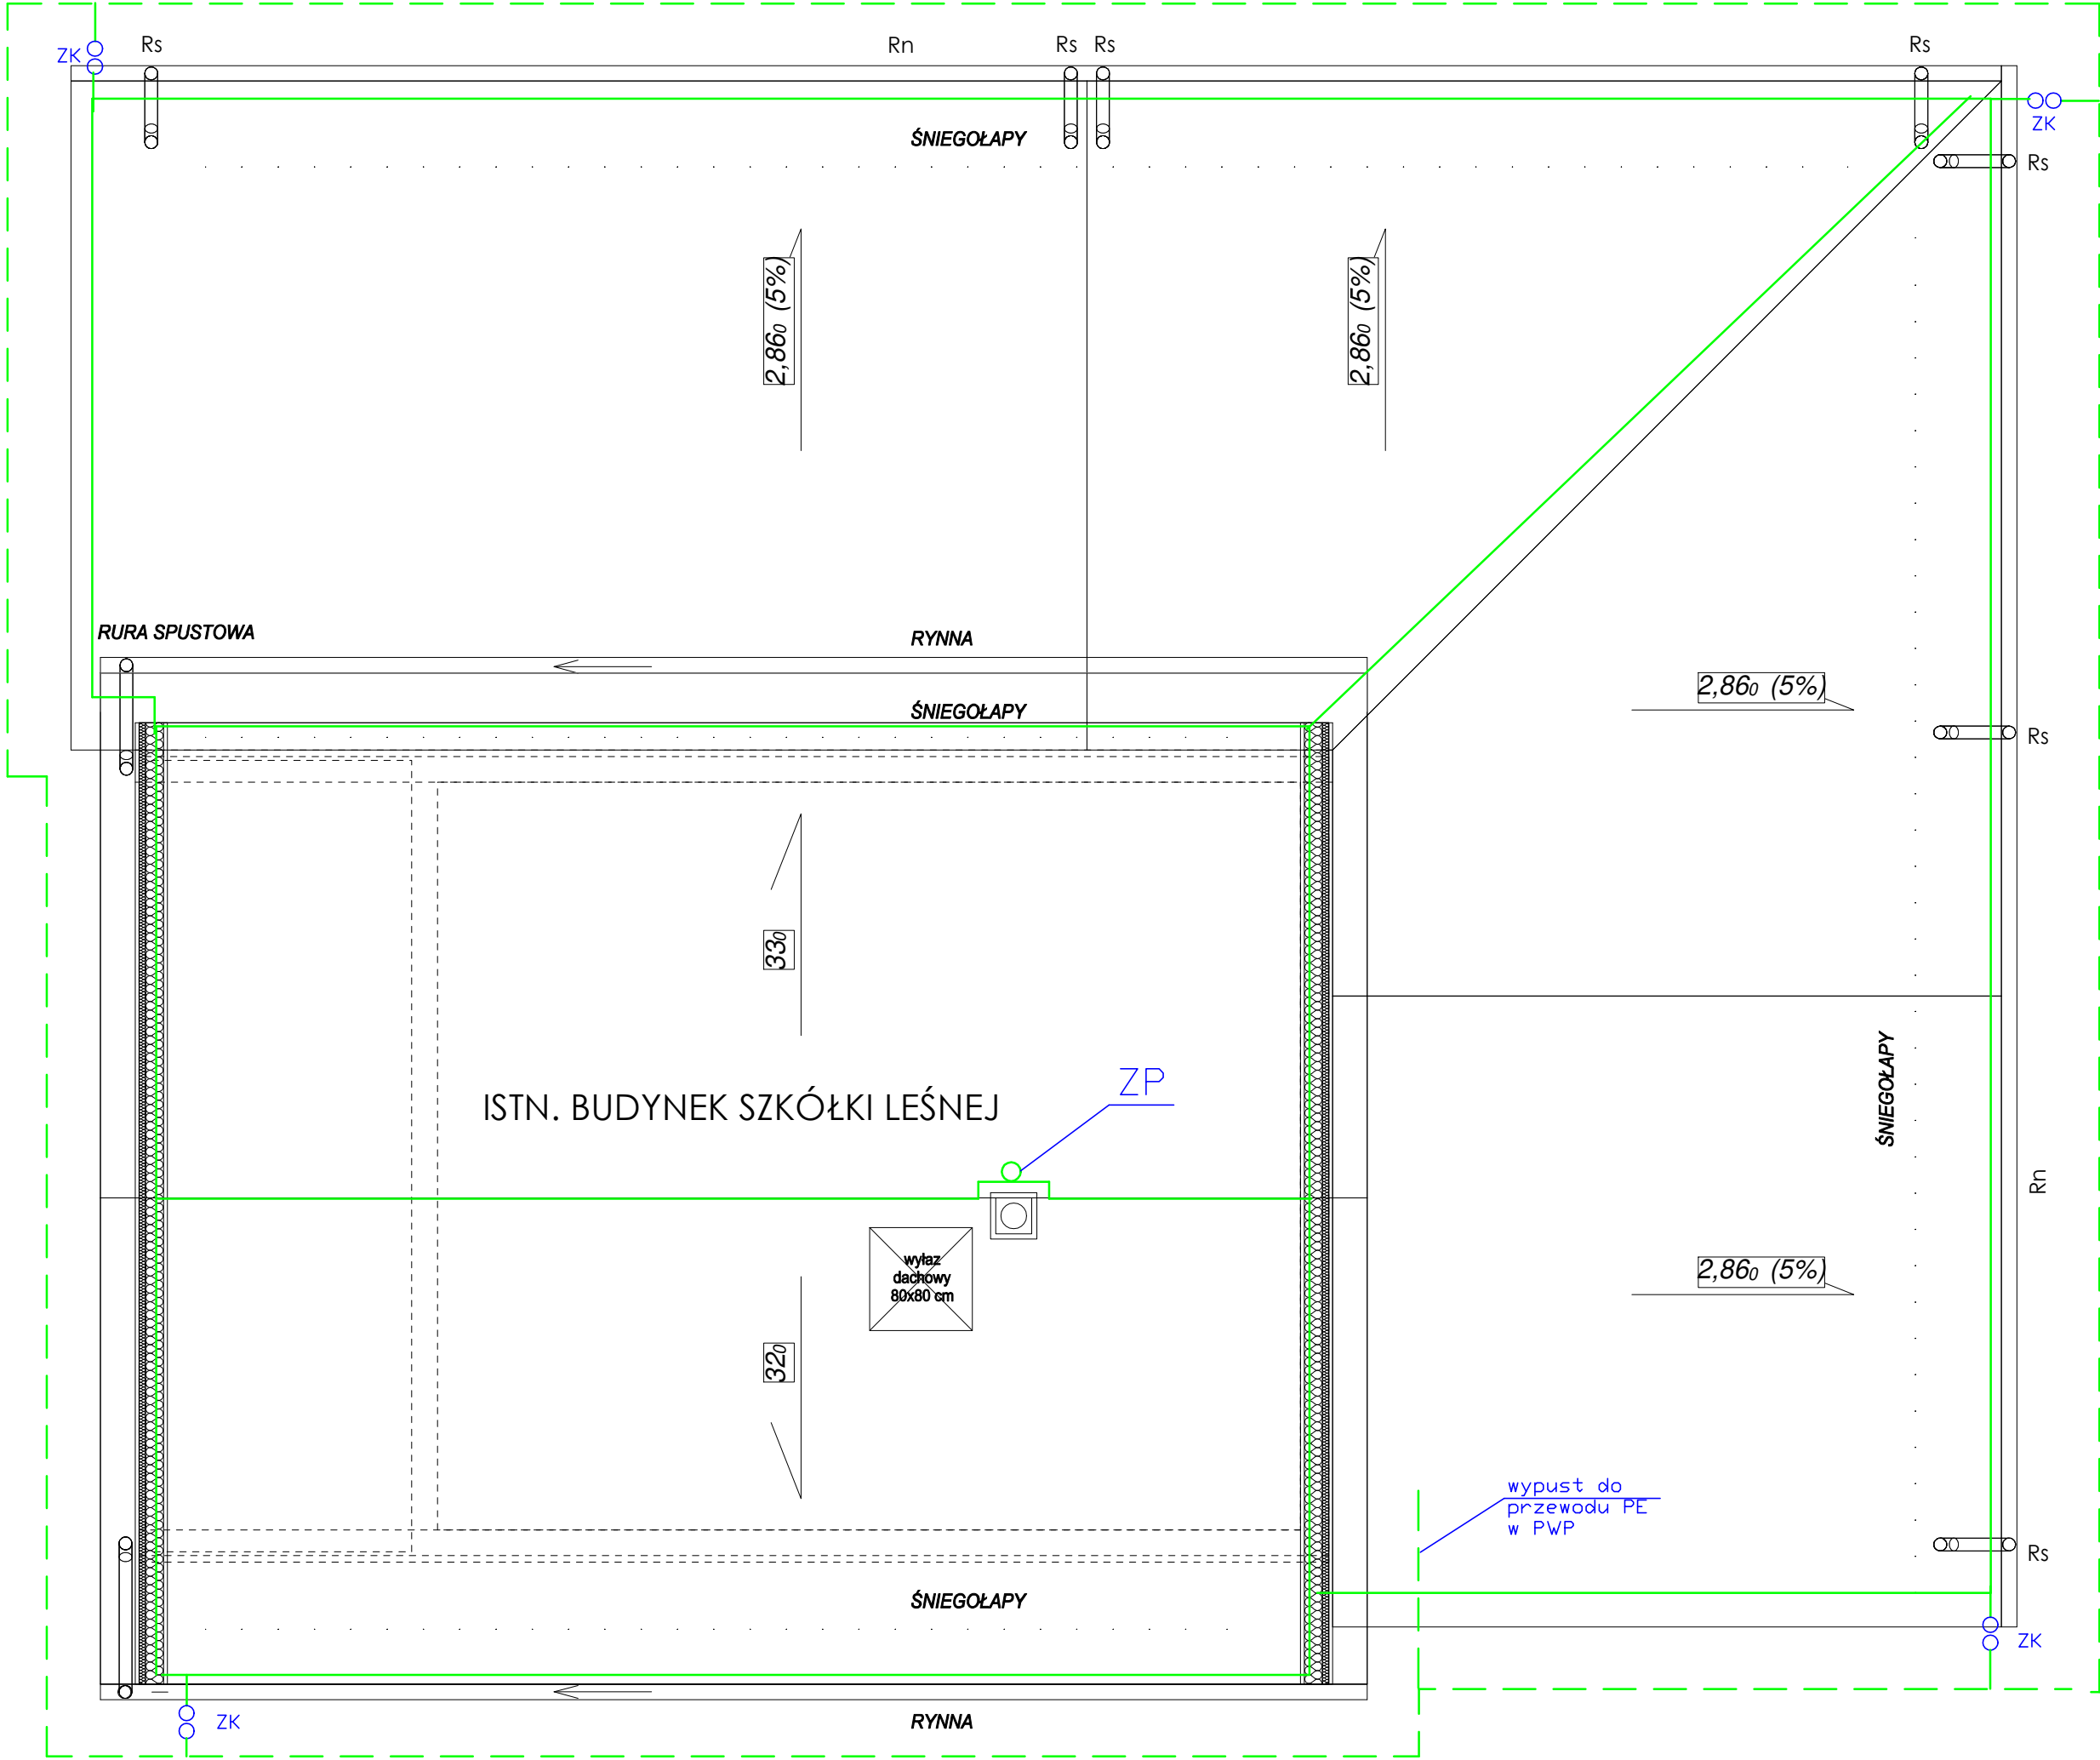 Rs
Rn
Rs
Rs
Rs
ZK
ZK
ŚNIEGOŁAPY
Rs
2,860 (5%)
2,860 (5%)
RURA SPUSTOWA
RYNNA
2,860 (5%)
ŚNIEGOŁAPY
Rs
330
ISTN. BUDYNEK SZKÓŁKI LEŚNEJ
ZP
ŚNIEGOŁAPY
Rn
wyłaz
dachowy
80x80 cm
2,860 (5%)
320
wypust do
przewodu PE
w PWP
Rs
ŚNIEGOŁAPY
ZK
ZK
RYNNA